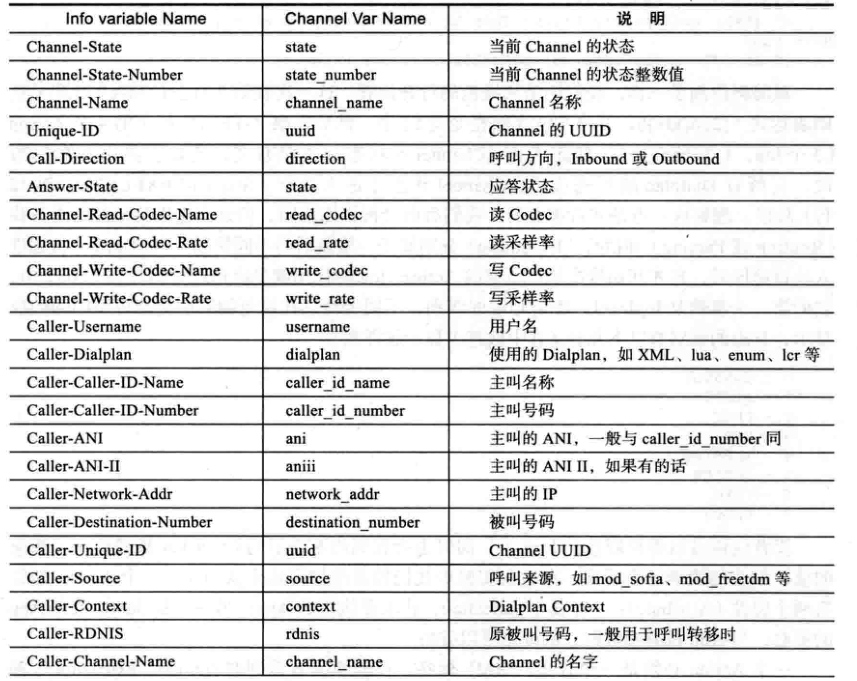 Info variable Name Channel Var Name 说 明
Channel-State state 当前 Channel 的状态
Channel-State-Number state_number 当前 Channel 的状态整数值
Channel-Name channel_name Channel 名称
Unique-ID uuid Channel 的 UUID
Call-Direction direction 呼叫方向，Inbound 或 Outbound
Answer-State state 应答状态
Channel-Read-Codec-Name read_codec 读 Codec
Channel-Read-Codec-Rate read_rate 读采样率
Channel-Write-Codec-Name write_codec 写 Codec
Channel-Write-Codec-Rate write_rate 写采样率
Caller-Username username 用户名
Caller-Dialplan dialplan 使用的 Dialplan，如 XML、lua、enum、lcr 等
Caller-Caller-ID-Name caller_id_name 主叫名称
Caller-Caller-ID-Number caller_id_number 主叫号码
Caller-ANI ani 主叫的 ANI，一般与 caller_id_number 同
Caller-ANI-II aniii 主叫的 ANI II，如果有的话
Caller-Network-Addr network_addr 主叫的 IP
Caller-Destination-Number destination_number 被叫号码
Caller-Unique-ID uuid Channel UUID
Caller-Source source 呼叫来源，如 mod_sofia、mod_freetdm 等
Caller-Context context Dialplan Context
Caller-RDNIS rdnis 原被叫号码，一般用于呼叫转移时
Caller-Channel-Name channel_name Channel 的名字